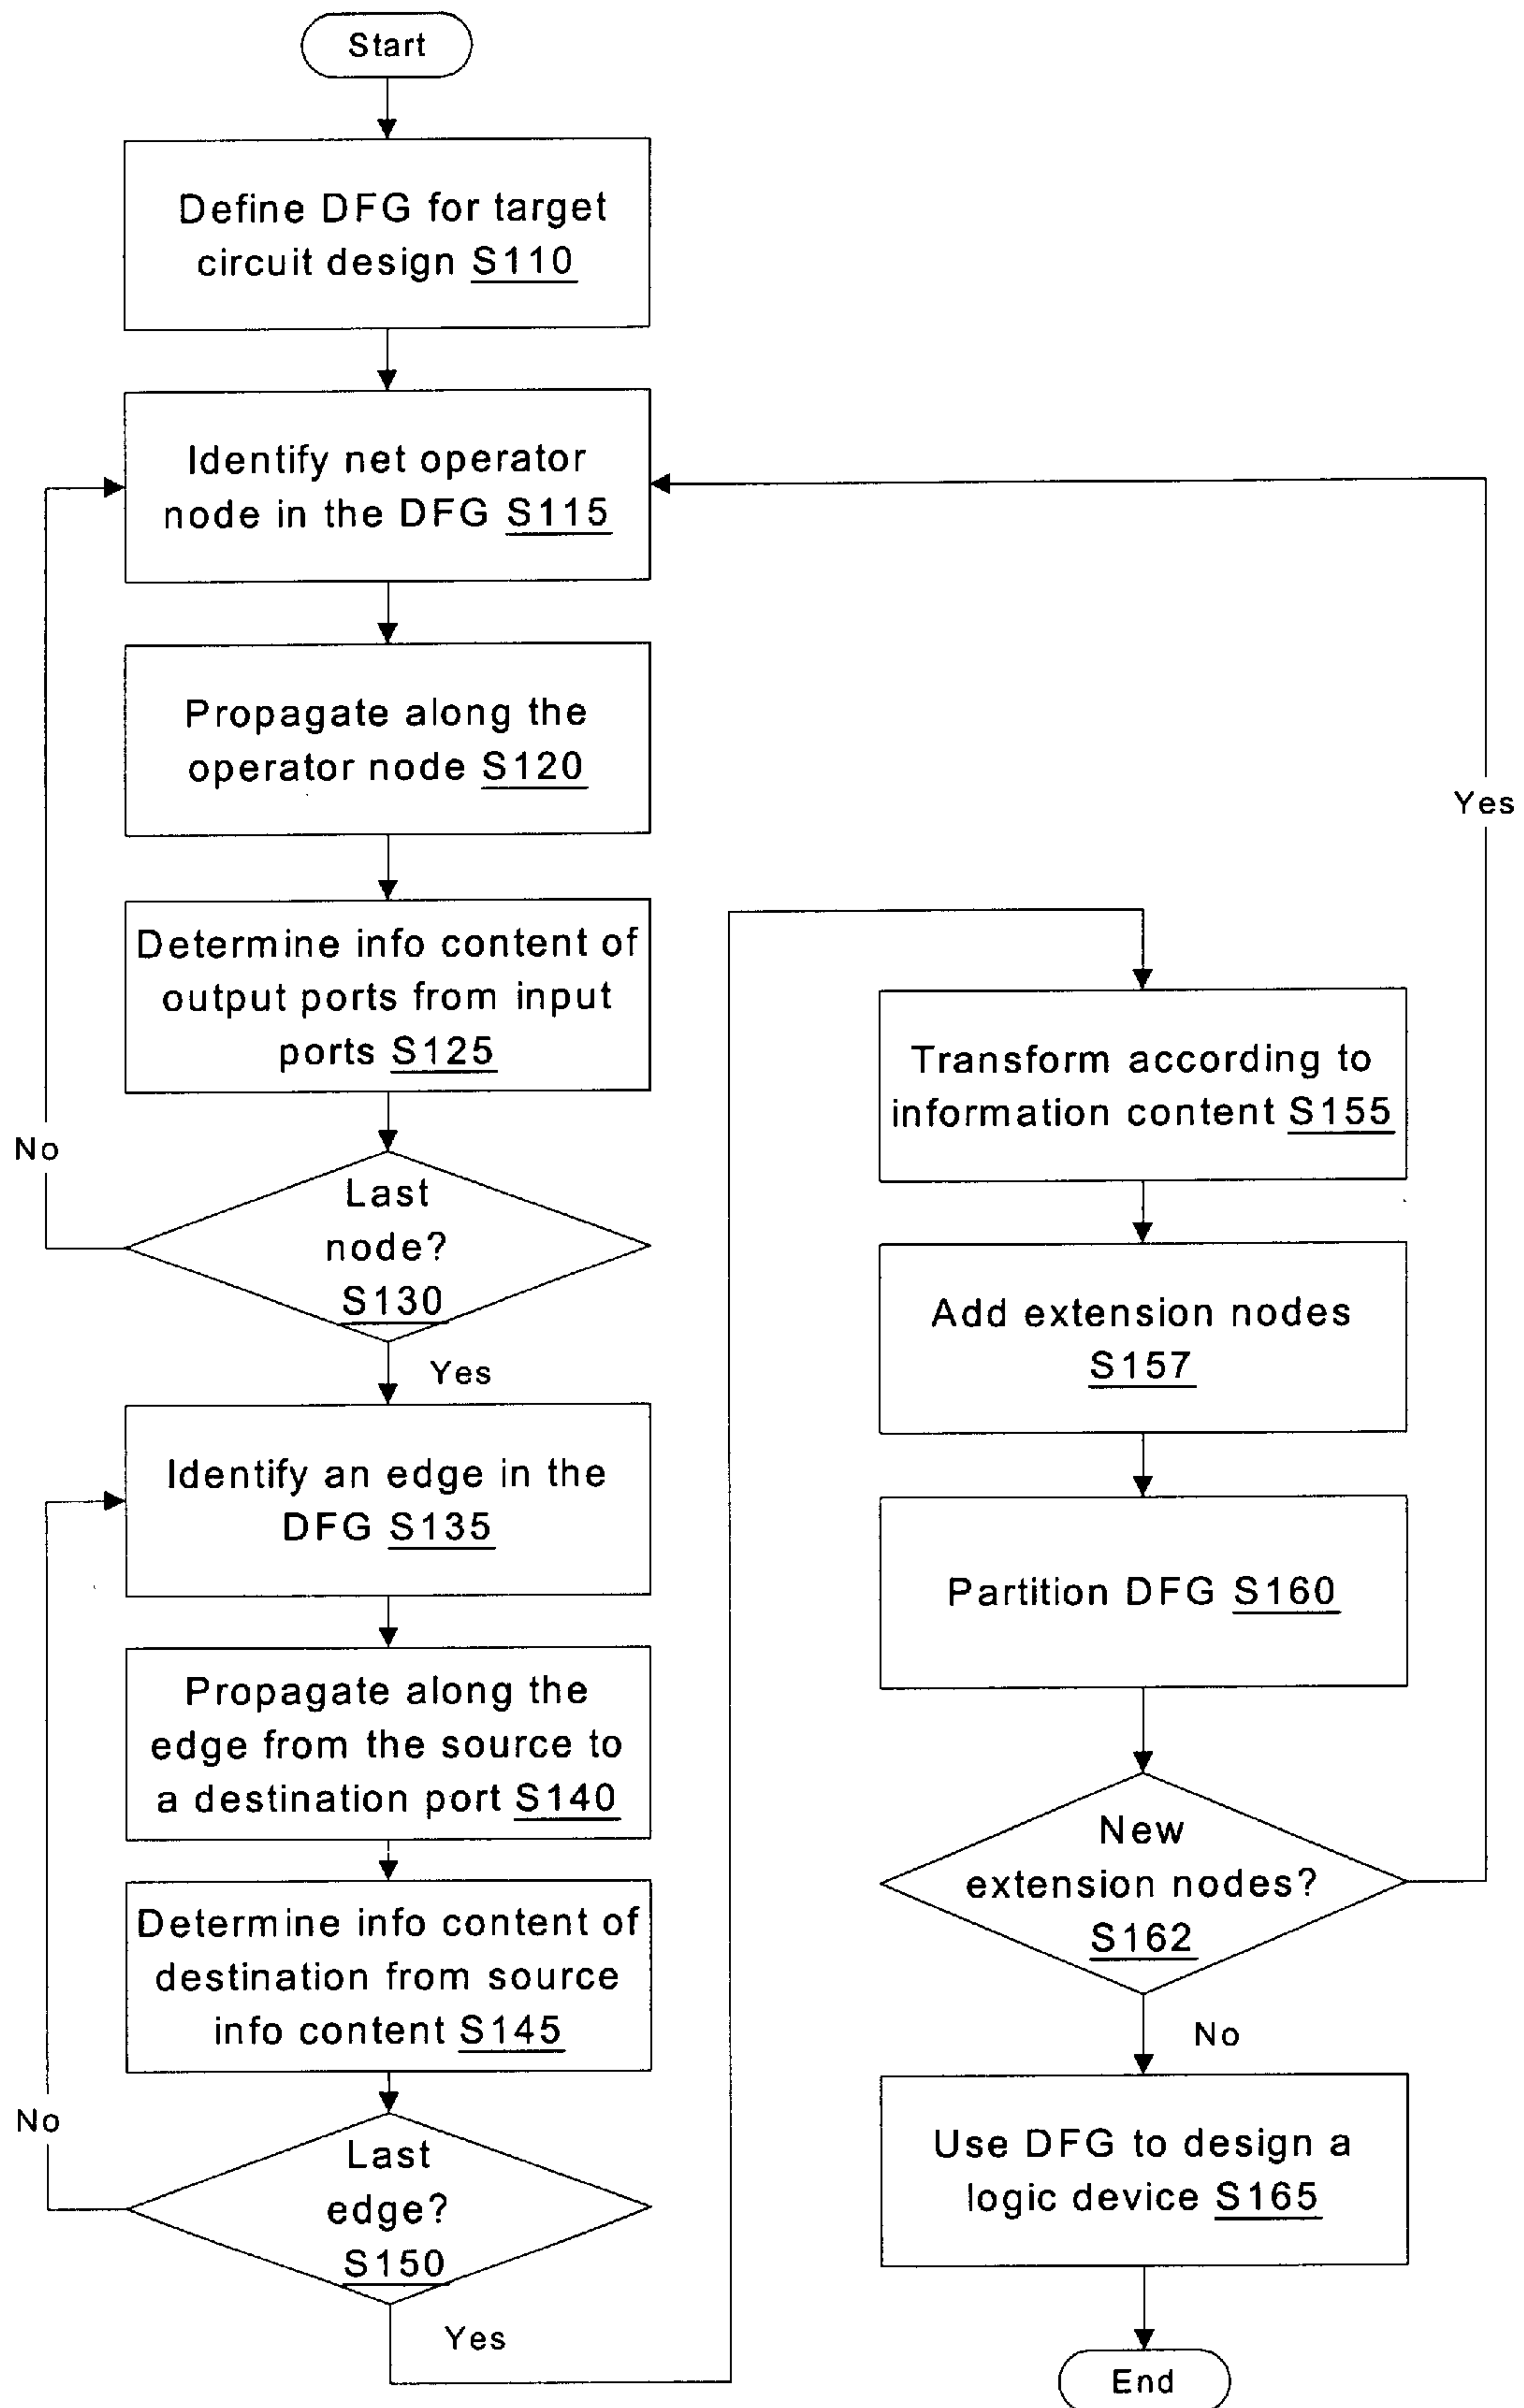 Start
Define DFG for target
circuit design S110
Identify net operator
node in the DFG S115
Propagate along the
operator node S120
Determine info content of
output ports from input
ports S125
No
Last
node?
S130
Yes
Identify an edge in the
DFG S135
Propagate along the
edge from the source to
a destination port S140
Determine info content of
destination from source
info content S145
No
Last
edge?
S150
Yes
Transform according to
information content S155
Add extension nodes
S157
Partition DFG S160
New
extension nodes?
S162
Yes
No
Use DFG to design a
logic device S165
End